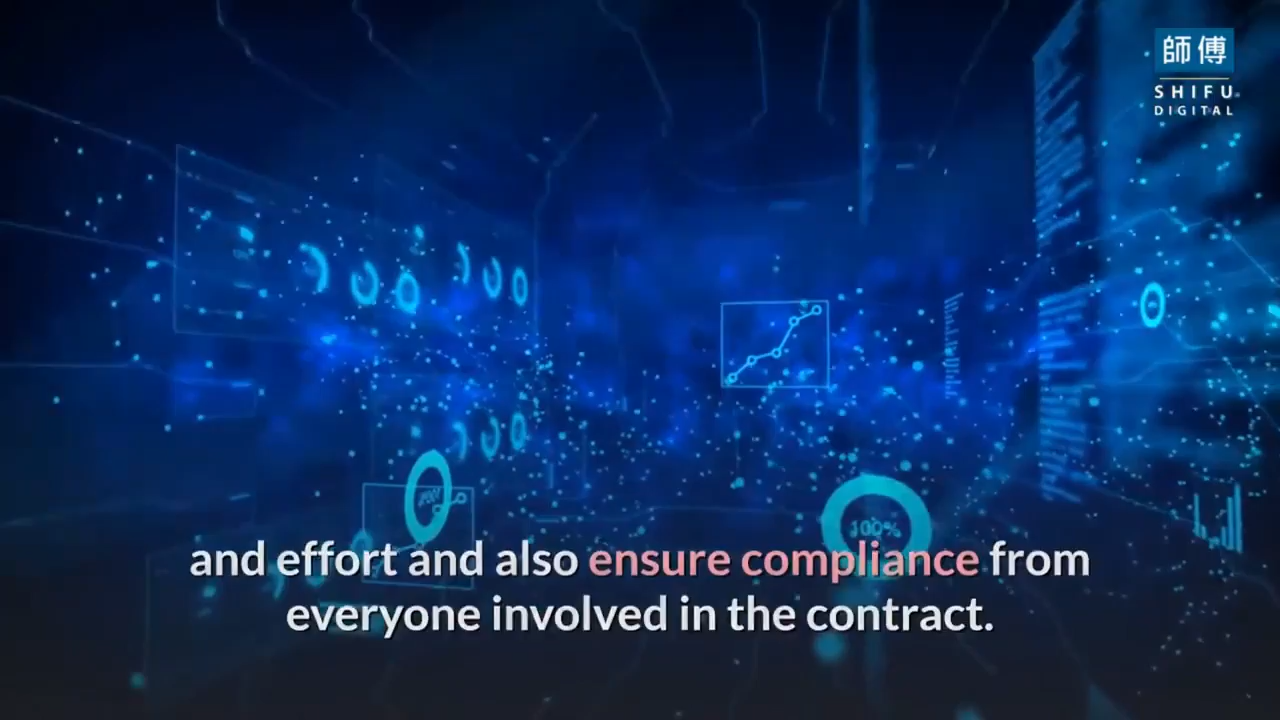 師傅
SHIFU
DIGITAL
100%
and effort and also ensure compliance from
everyone involved in the contract.